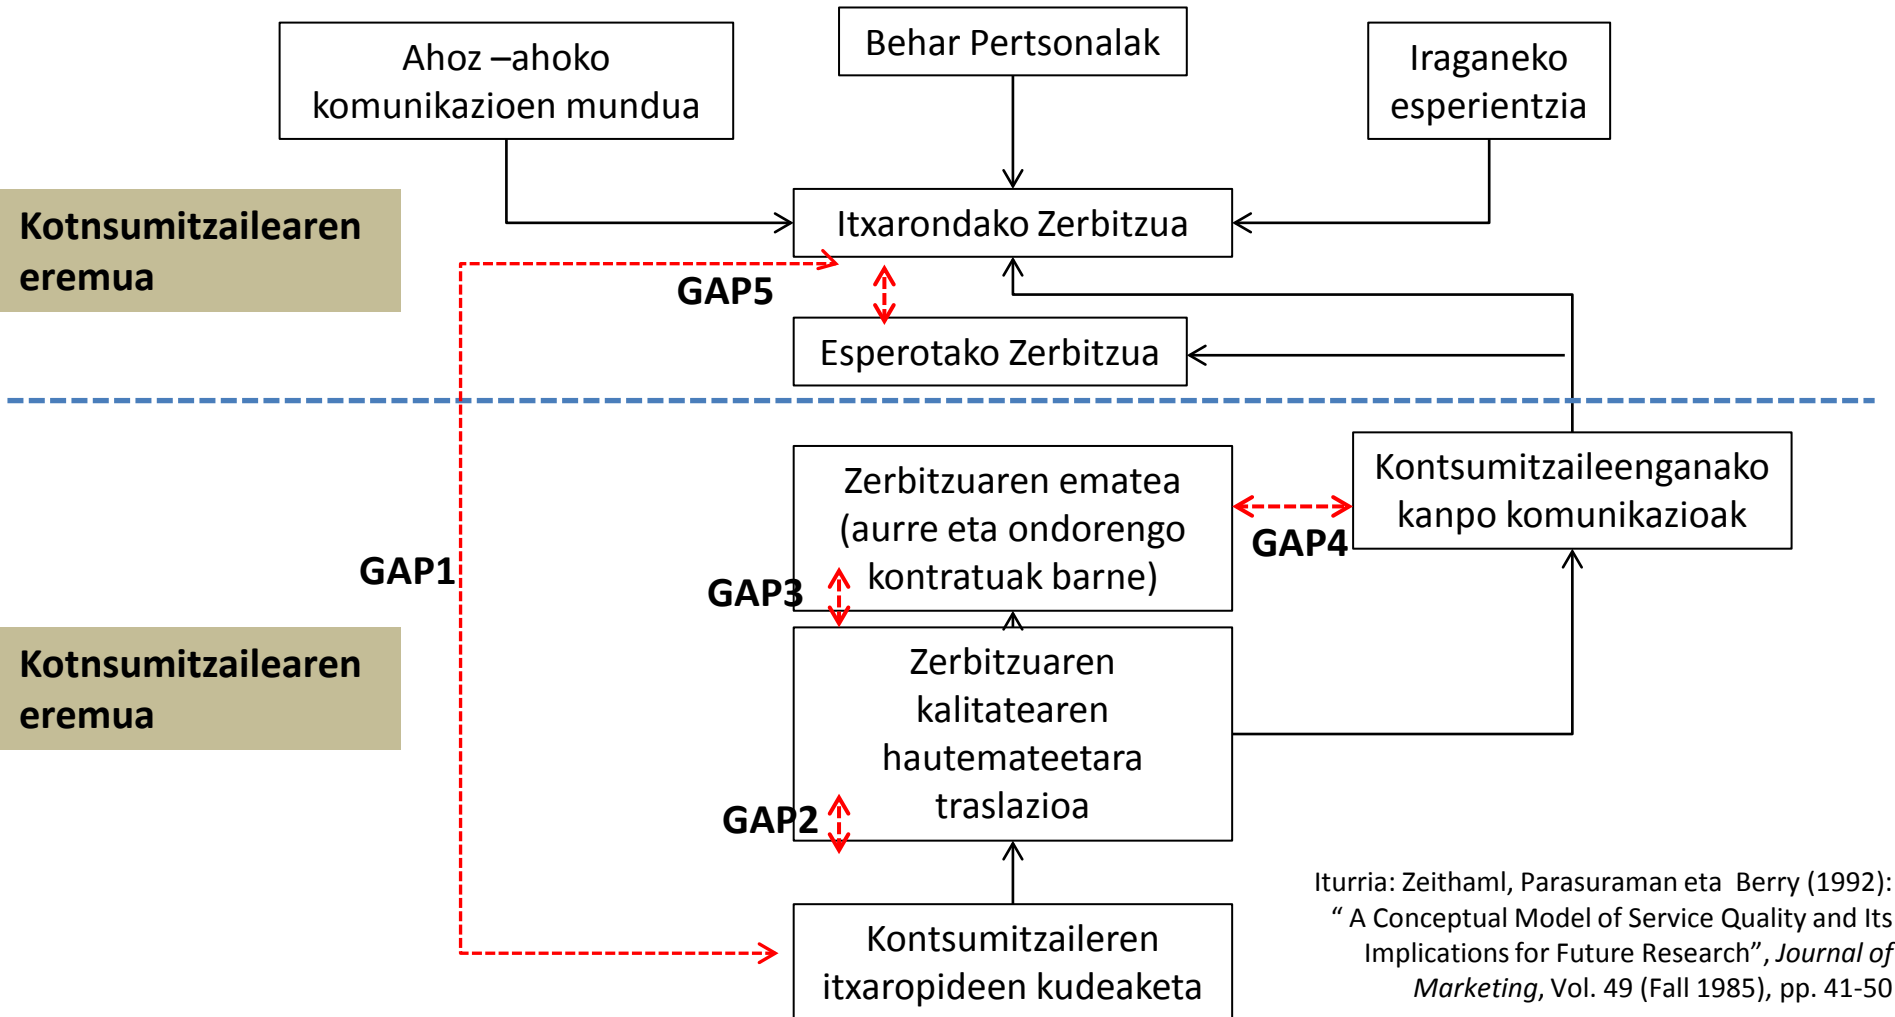 Ahoz –ahoko
komunikazioen mundua
Behar Pertsonalak
Iraganeko
esperientzia
Kotnsumitzailearen
eremua
Itxarondako Zerbitzua
GAP5
Esperotako Zerbitzua
Zerbitzuaren ematea
(aurre eta ondorengo
kontratuak barne)
Kontsumitzaileenganako
kanpo komunikazioak
GAP4
GAP1
GAP3
Kotnsumitzailearen
eremua
Zerbitzuaren
kalitatearen
hautemateetara
traslazioa
GAP2
Kontsumitzaileren
itxaropideen kudeaketa
Iturria: Zeithaml, Parasuraman eta Berry (1992):
“ A Conceptual Model of Service Quality and Its
Implications for Future Research”, Journal of
Marketing, Vol. 49 (Fall 1985), pp. 41-50